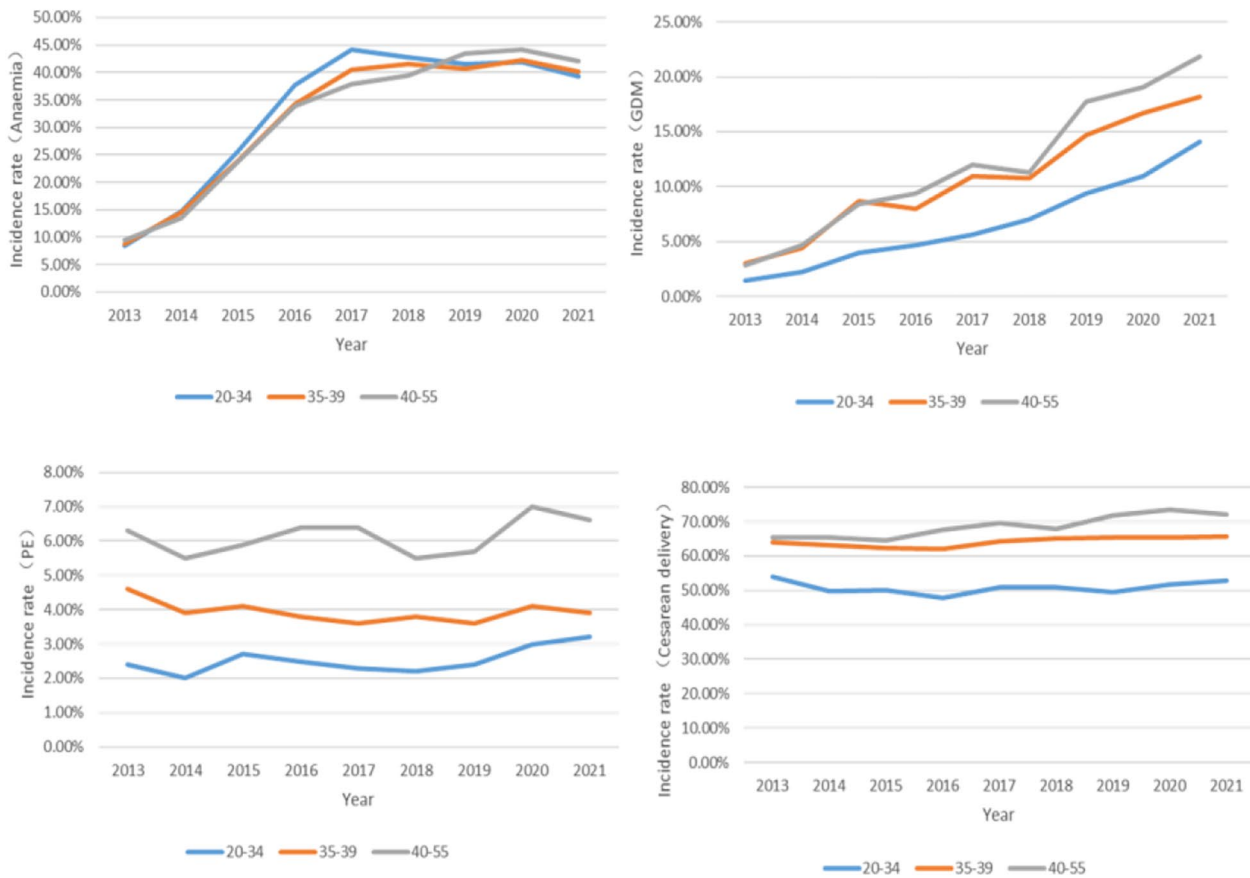 Incidence rate（Anaemia）
50.00%
45.00%
40.00%
35.00%
30.00%
25.00%
20.00%
15.00%
10.00%
5.00%
0.00%
2013 2014 2015 2016 2017 2018 2019 2020 2021
Year
20-34 35-39 40-55
Incidence rate（GDM）
25.00%
20.00%
15.00%
10.00%
5.00%
0.00%
2013 2014 2015 2016 2017 2018 2019 2020 2021
Year
20-34 35-39 40-55
Incidence rate（PE）
8.00%
7.00%
6.00%
5.00%
4.00%
3.00%
2.00%
1.00%
0.00%
2013 2014 2015 2016 2017 2018 2019 2020 2021
Year
20-34 35-39 40-55
Incidence rate（Cesarean delivery）
80.00%
70.00%
60.00%
50.00%
40.00%
30.00%
20.00%
10.00%
0.00%
2013 2014 2015 2016 2017 2018 2019 2020 2021
Year
20-34 35-39 40-55